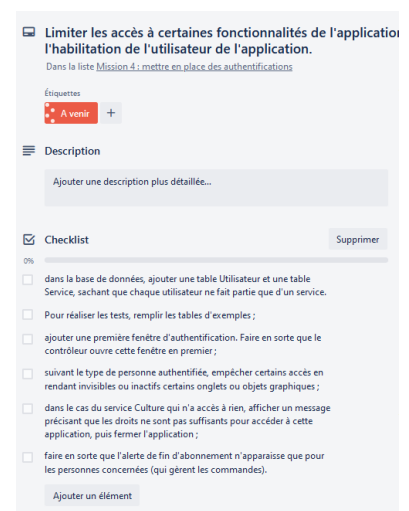 Limiter les accès à certaines fonctionnalités de l'application
l'habilitation de l'utilisateur de l'application.
Dans la liste Mission 4 : mettre en place des authentifications
Étiquettes
A venir +
Description
Ajouter une description plus détaillée...
Checklist Supprimer
0%
dans la base de données, ajouter une table Utilisateur et une table
Service, sachant que chaque utilisateur ne fait partie que d'un service.
Pour réaliser les tests, remplir les tables d'exemples ;
ajouter une première fenêtre d'authentification. Faire en sorte que le
contrôleur ouvre cette fenêtre en premier ;
suivant le type de personne authentifiée, empêcher certains accès en
rendant invisibles ou inactifs certains onglets ou objets graphiques ;
dans le cas du service Culture qui n'a accès à rien, afficher un message
précisant que les droits ne sont pas suffisants pour accéder à cette
application, puis fermer l'application ;
faire en sorte que l'alerte de fin d'abonnement n'apparaisse que pour
les personnes concernées (qui gèrent les commandes).
Ajouter un élément